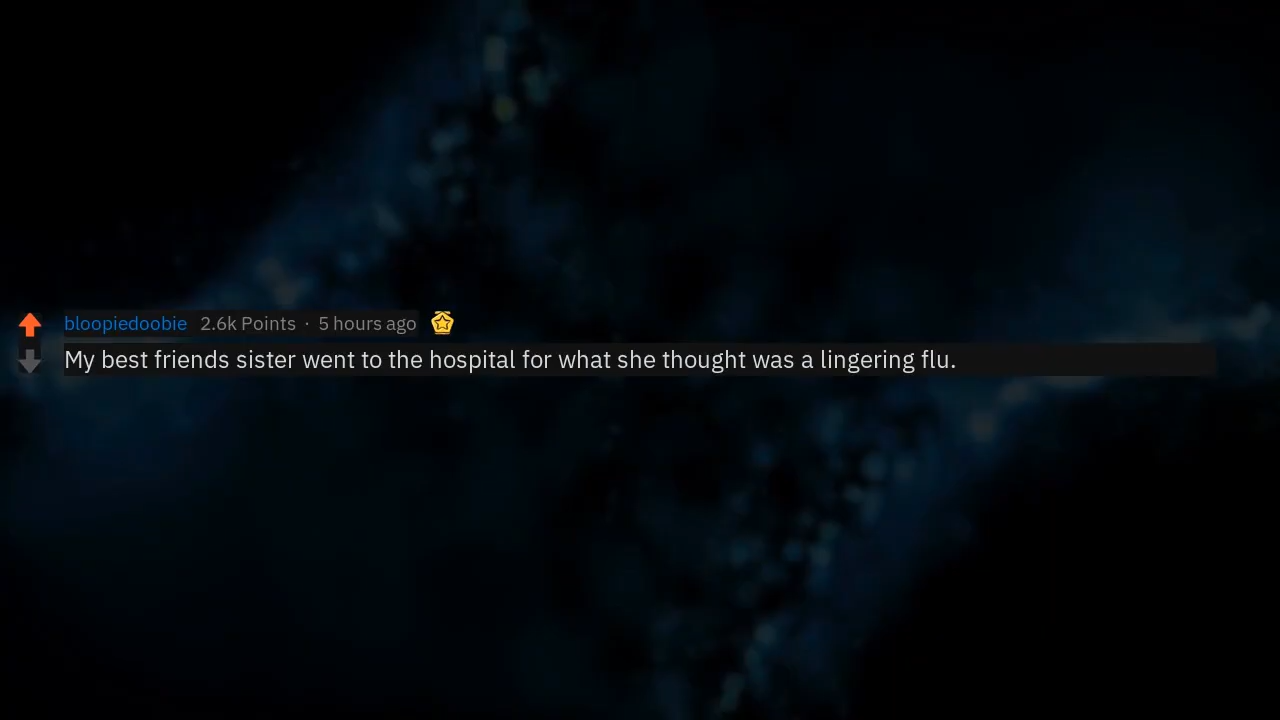 bloopiedoobie 2.6k Points · 5 hours ago
My best friends sister went to the hospital for what she thought was a lingering flu.